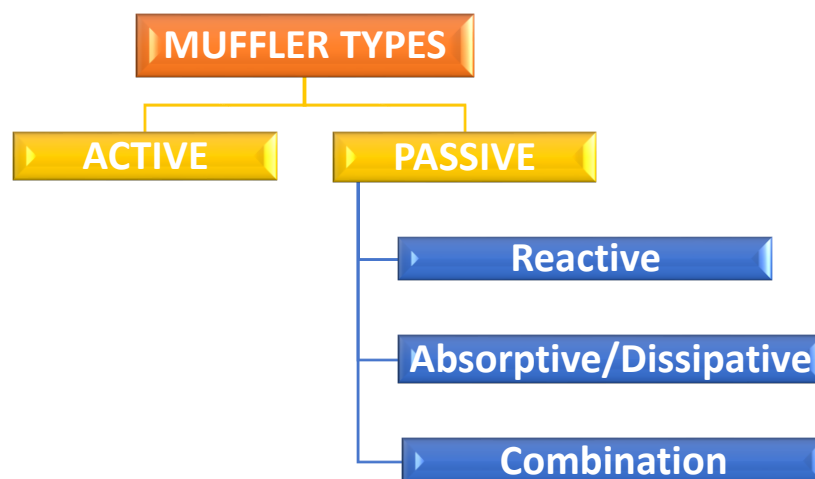 MUFFLER TYPES
ACTIVE
PASSIVE
Reactive
Absorptive/Dissipative
Combination